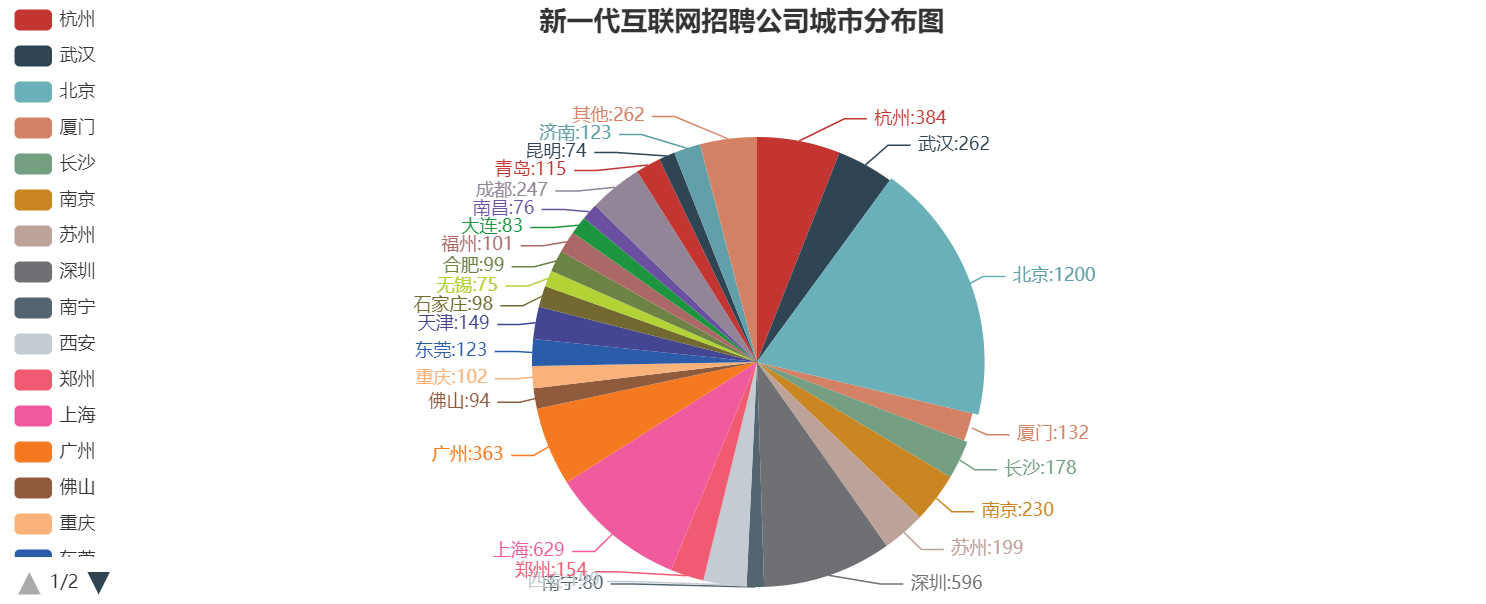 新一代互联网招聘公司城市分布图
杭州
武汉
北京
厦门
长沙
南京
苏州
深圳
南宁
西安
郑州
上海
广州
佛山
重庆
东莞
1/2
其他:262
济南:123
昆明:74
青岛:115
成都:247
南昌:76
大连:83
福州:101
合肥:99
无锡:75
石家庄:98
天津:149
东莞:123
重庆:102
佛山:94
广州:363
上海:629
郑州:154
南宁:80
杭州:384
武汉:262
北京:1200
厦门:132
长沙:178
南京:230
苏州:199
深圳:596